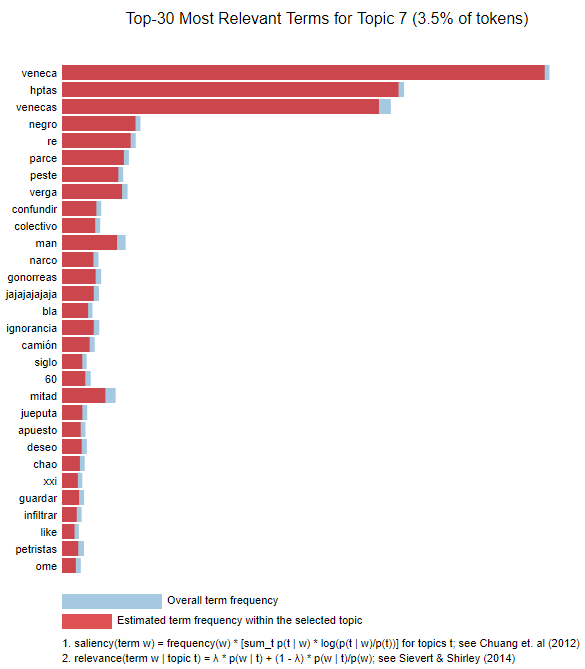 Top-30 Most Relevant Terms for Topic 7 (3.5% of tokens)
veneca
hptas
venecas
negro
re
parce
peste
verga
confundir
colectivo
man
narco
gonorreas
jajajajajaja
bla
ignorancia
camión
siglo
60
mitad
jueputa
apuesto
deseo
chao
xxi
guardar
infiltrar
like
petristas
ome
Overall term frequency
Estimated term frequency within the selected topic
1. saliency(term w) = frequency(w) * [sum_t p(t | w) * log(p(t | w)/p(t))] for topics t; see Chuang et. al (2012)
2. relevance(term w | topic t) = λ * p(w | t) + (1 - λ) * p(w | t)/p(w); see Sievert & Shirley (2014)